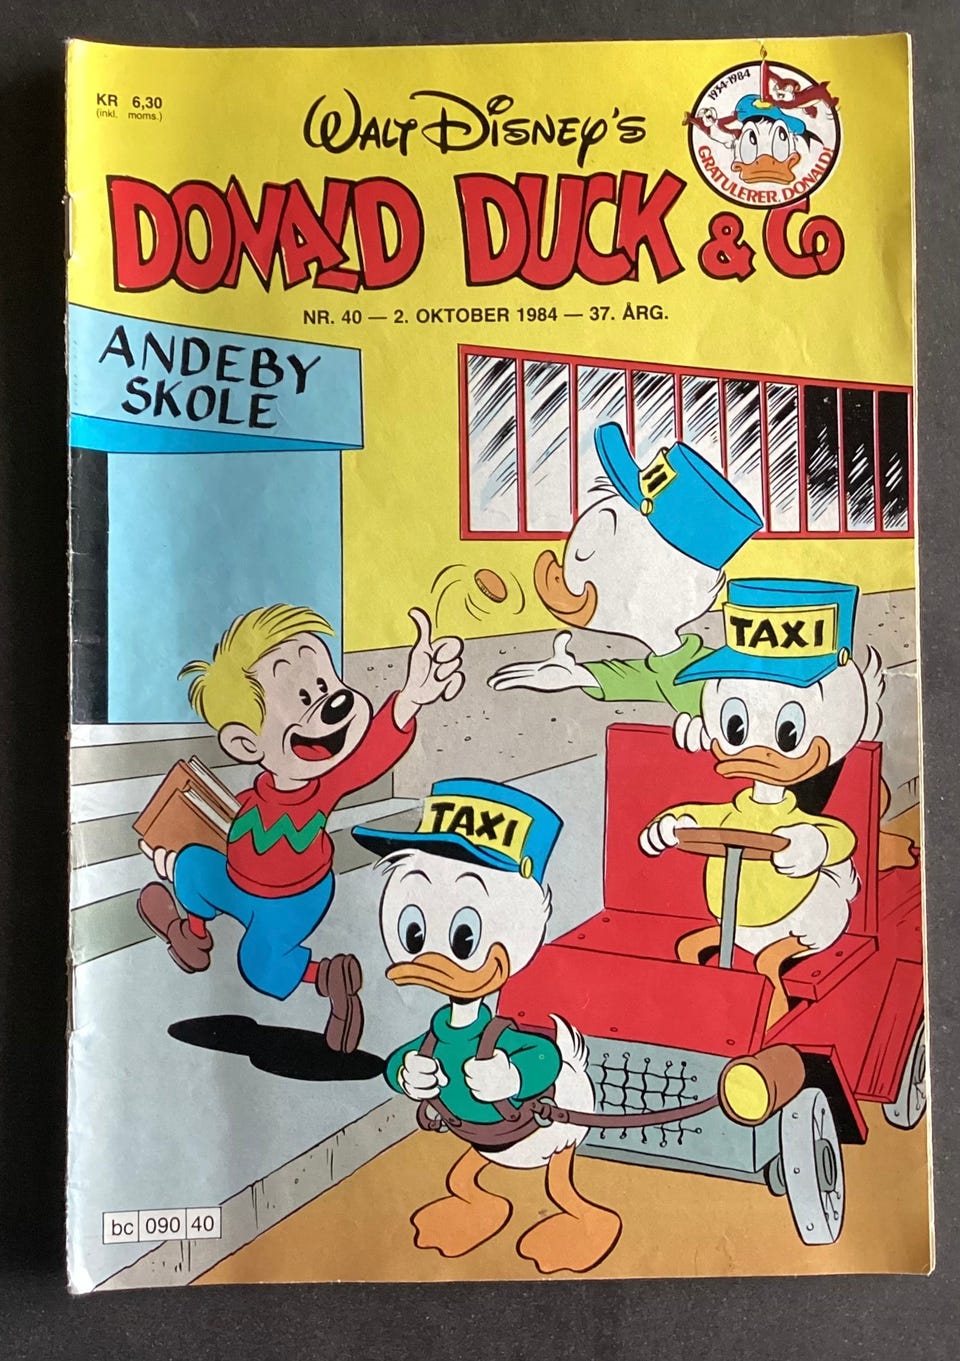 KR 6,30
(inkl. moms.)
WALT DISNEY'S
1934-1984
GRATULERER, DONALD!
DONALD DUCK & Co
NR. 40 — 2. OKTOBER 1984 — 37. ÅRG.
ANDEBY
SKOLE
TAXI
TAXI
bc 090 40